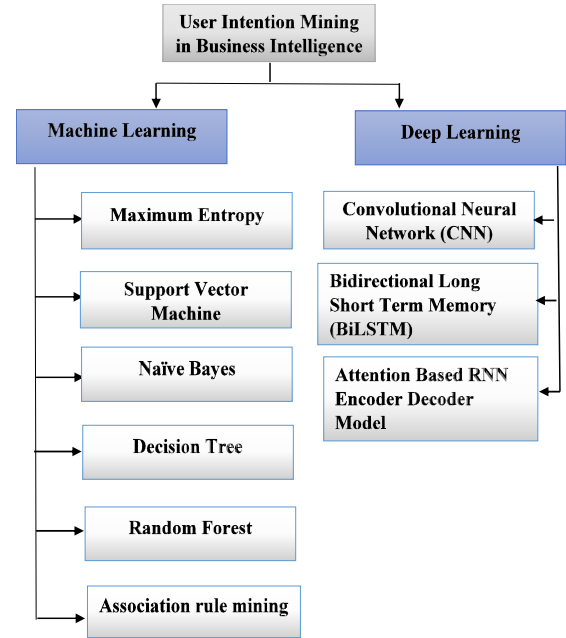 User Intention Mining
in Business Intelligence
Machine Learning
Deep Learning
Maximum Entropy
Support Vector
Machine
Naïve Bayes
Decision Tree
Random Forest
Association rule mining
Convolutional Neural
Network (CNN)
Bidirectional Long
Short Term Memory
(BiLSTM)
Attention Based RNN
Encoder Decoder
Model